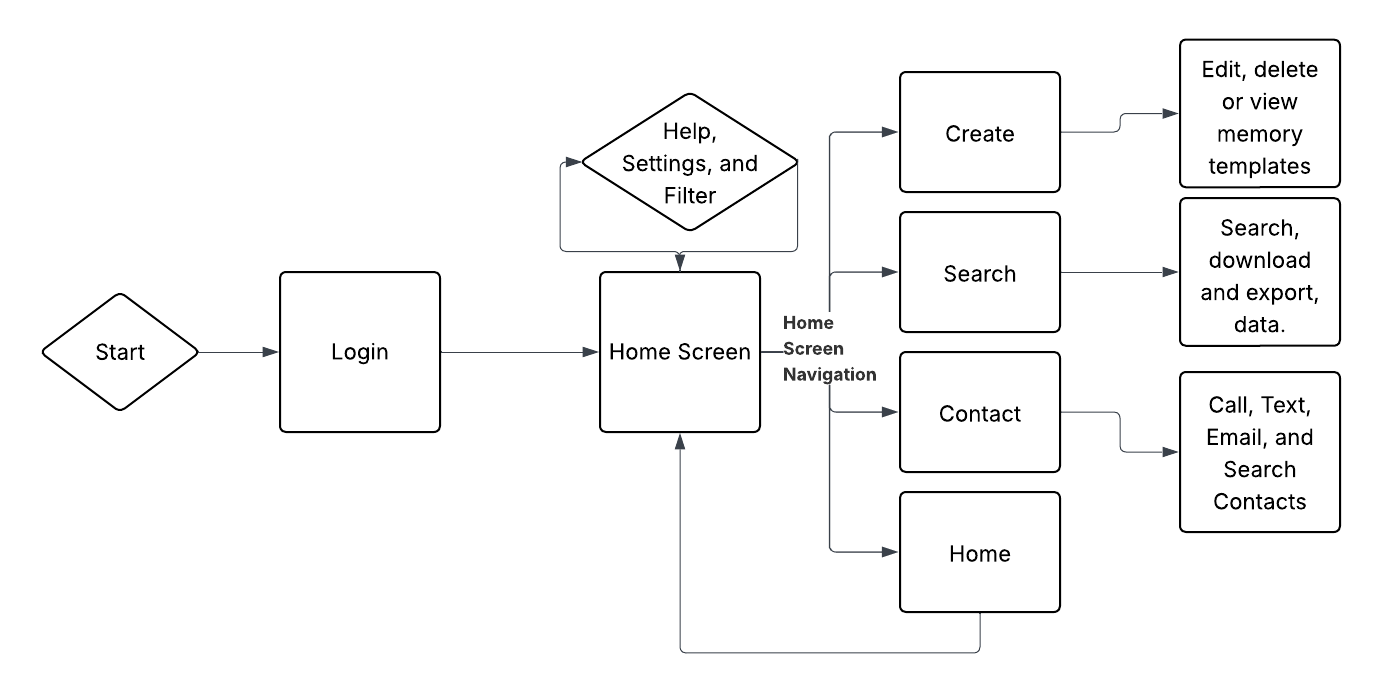 Start
Login
Help,
Settings, and
Filter
Home Screen
Home
Screen
Navigation
Create
Edit, delete
or view
memory
templates
Search
Search,
download
and export,
data.
Contact
Call, Text,
Email, and
Search
Contacts
Home